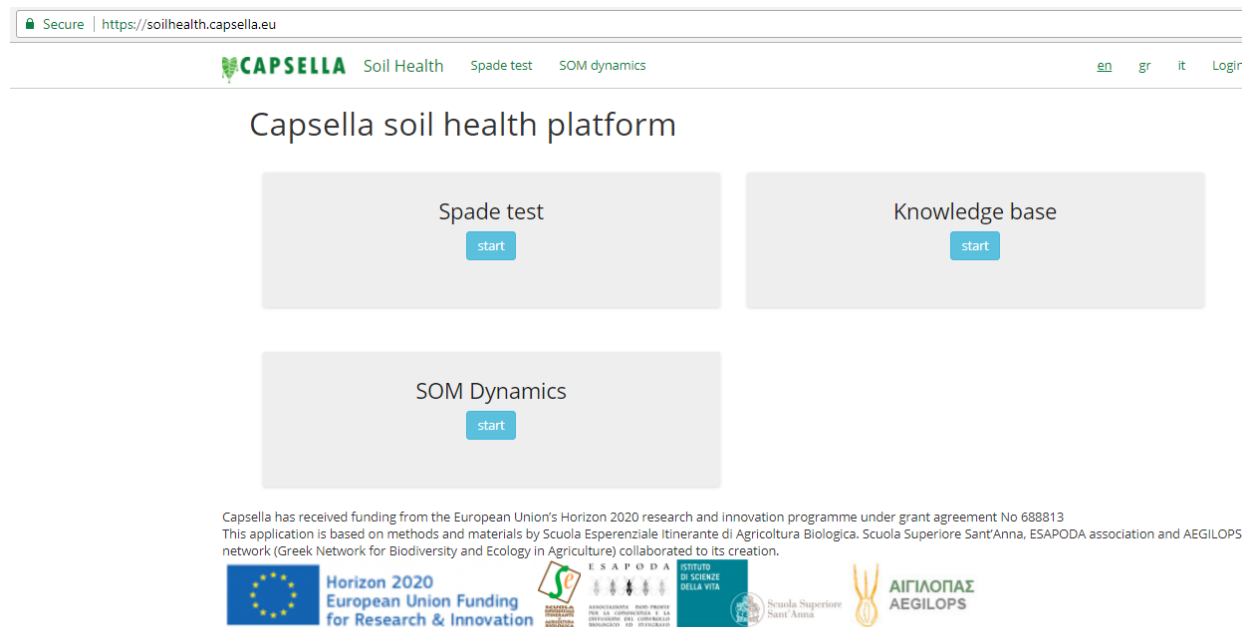 Secure | https://soilhealth.capsella.eu
CAPSELLA Soil Health Spade test SOM dynamics en gr it Login
Capsella soil health platform
Spade test
start
Knowledge base
start
SOM Dynamics
start
Capsella has received funding from the European Union's Horizon 2020 research and innovation programme under grant agreement No 688813
This application is based on methods and materials by Scuola Esperenziale Itinerante di Agricoltura Biologica. Scuola Superiore Sant'Anna, ESAPODA association and AEGILOPS
network (Greek Network for Biodiversity and Ecology in Agriculture) collaborated to its creation.
Horizon 2020
European Union Funding
for Research & Innovation
SCUOLA
ESAPODA
ISTITUTO
DI SCIENZE
DELLA VITA
Scuola Superiore
Sant'Anna
ΑΙΓΙΛΟΠΑΣ
AEGILOPS